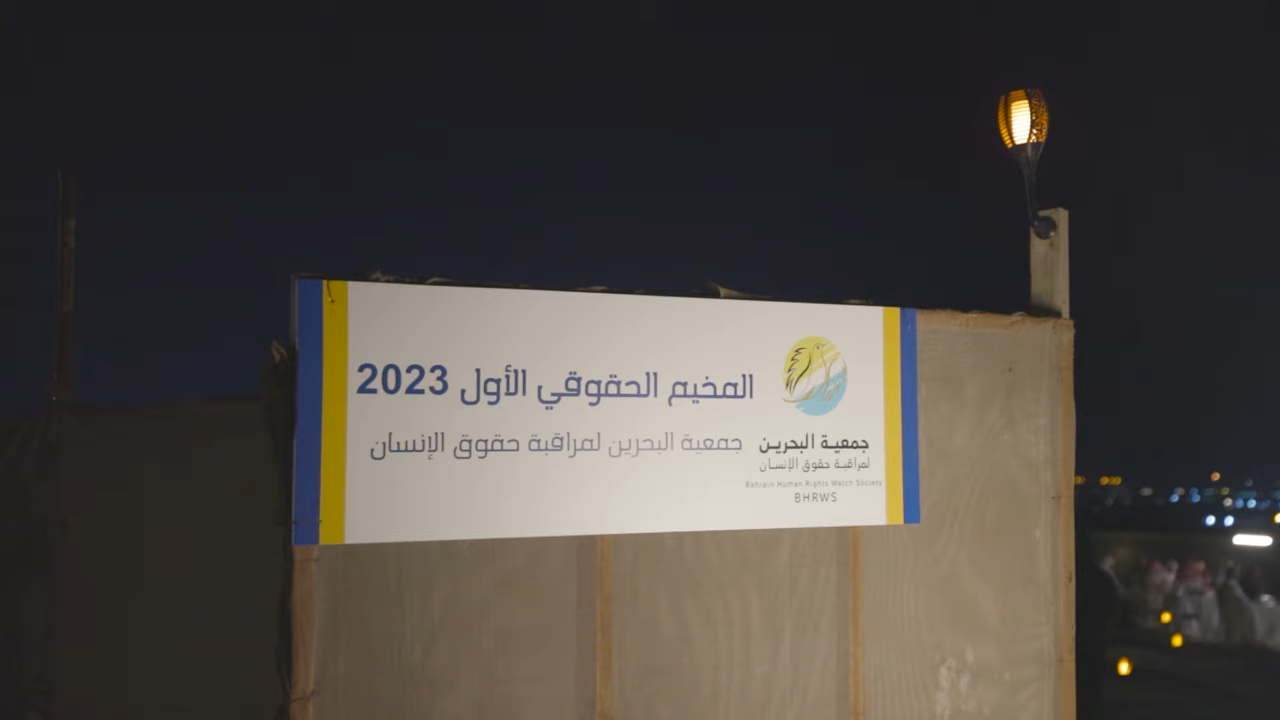 المخيم الحقوقي الأول 2023
جمعية البحرين لمراقبة حقوق الإنسان
جمعية البحرين
لمراقبة حقوق الإنسان
Bahrain Human Rights Watch Society
BHRWS